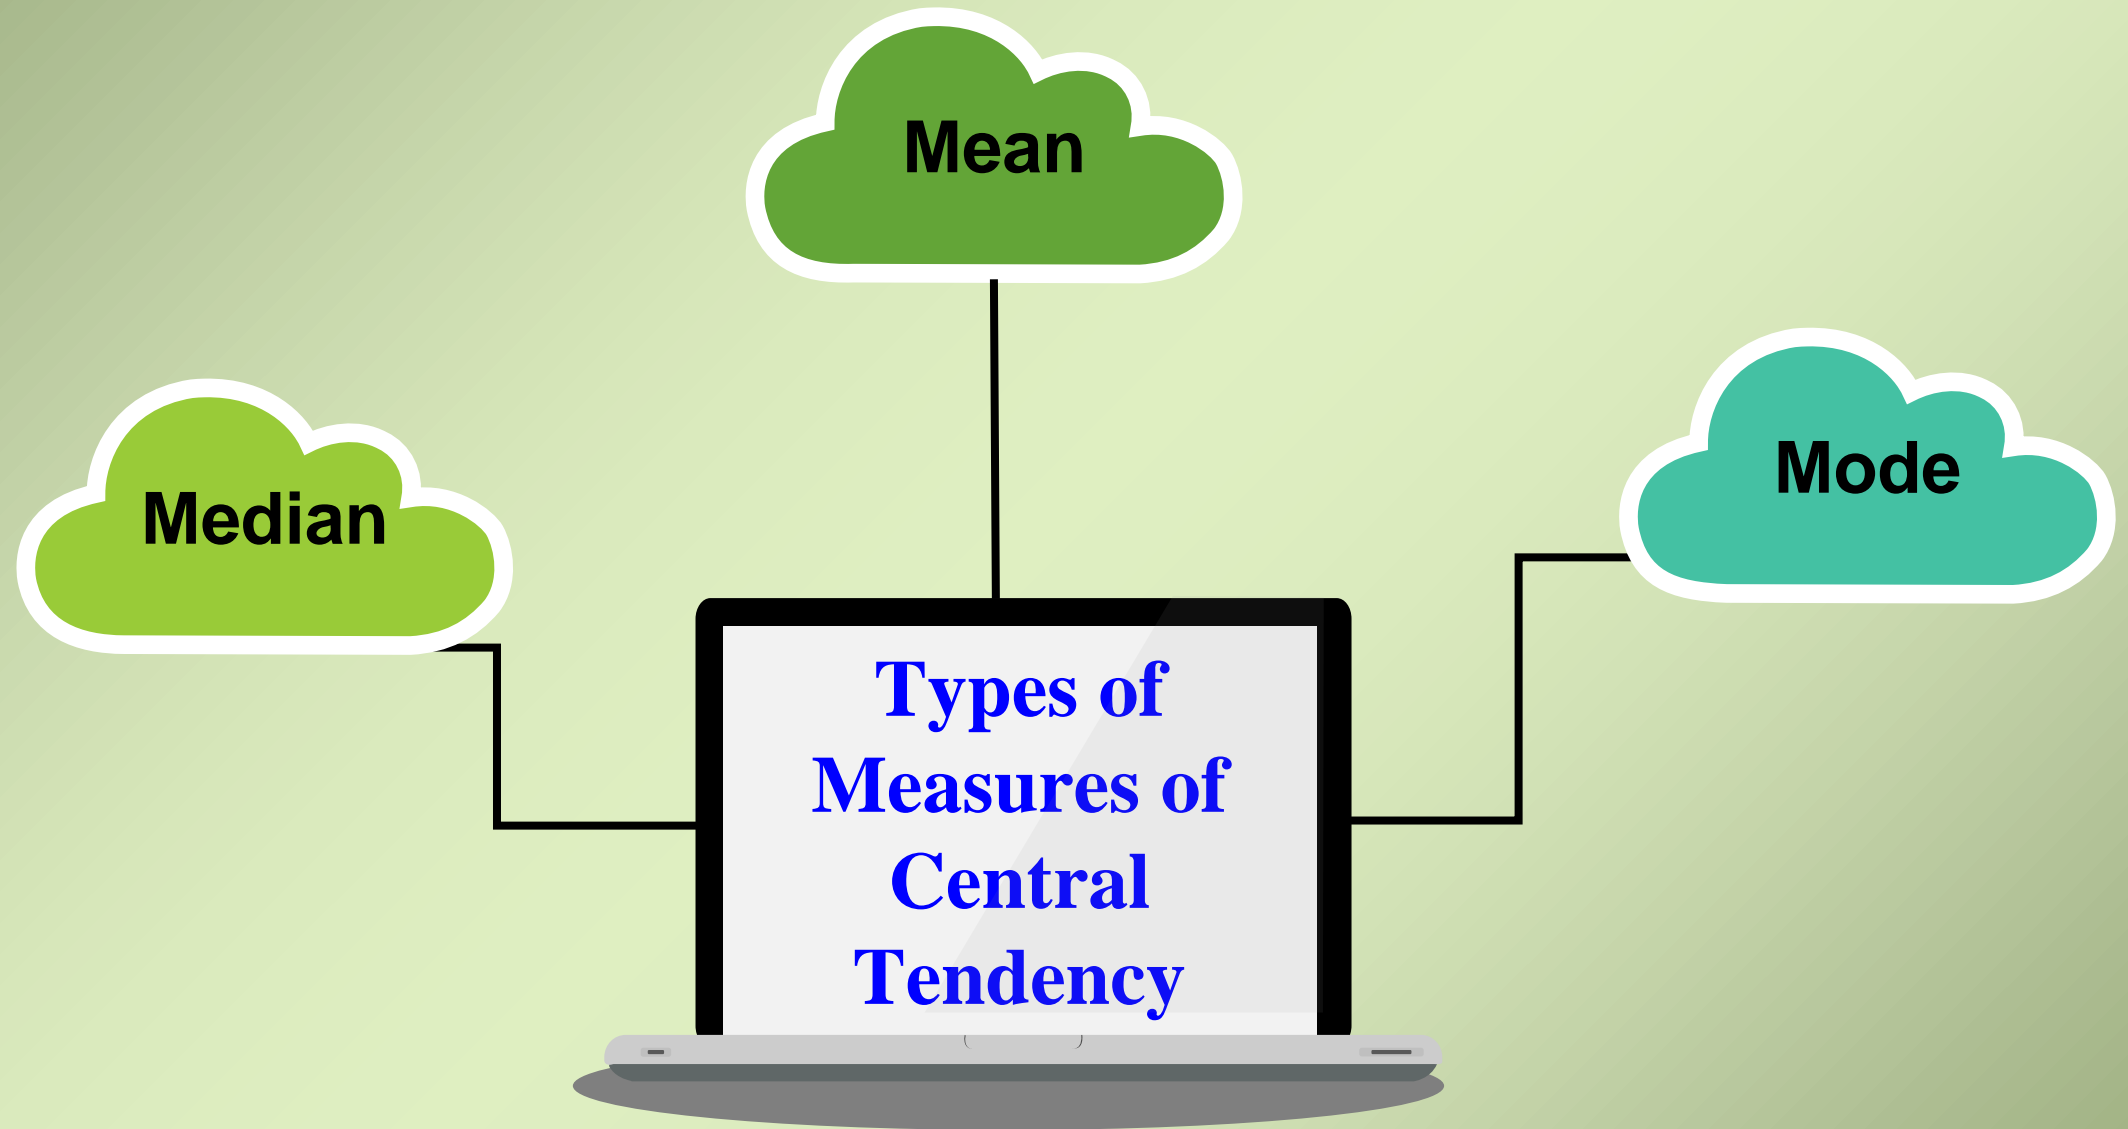 Mean
Median
Mode
Types of
Measures of
Central
Tendency